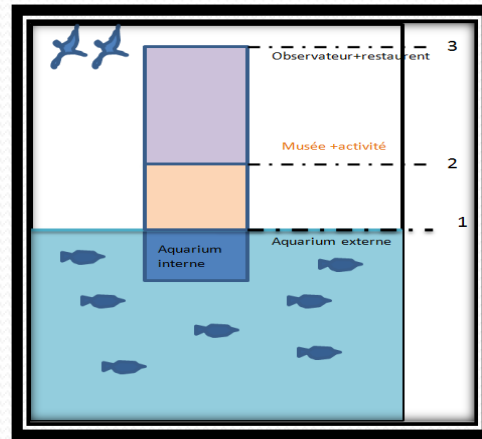 3
Observateur+restaurent
Musée +activité
2
1
Aquarium
interne
Aquarium externe